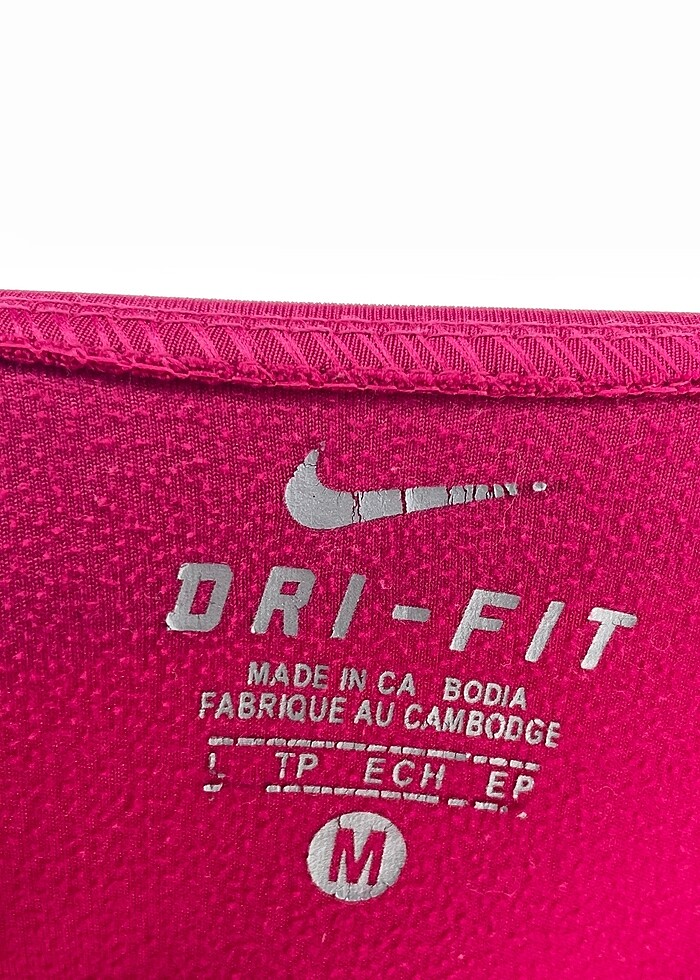 DRI-FIT
MADE IN CA BODIA
FABRIQUE AU CAMBODGE
L TP ECH EP
M